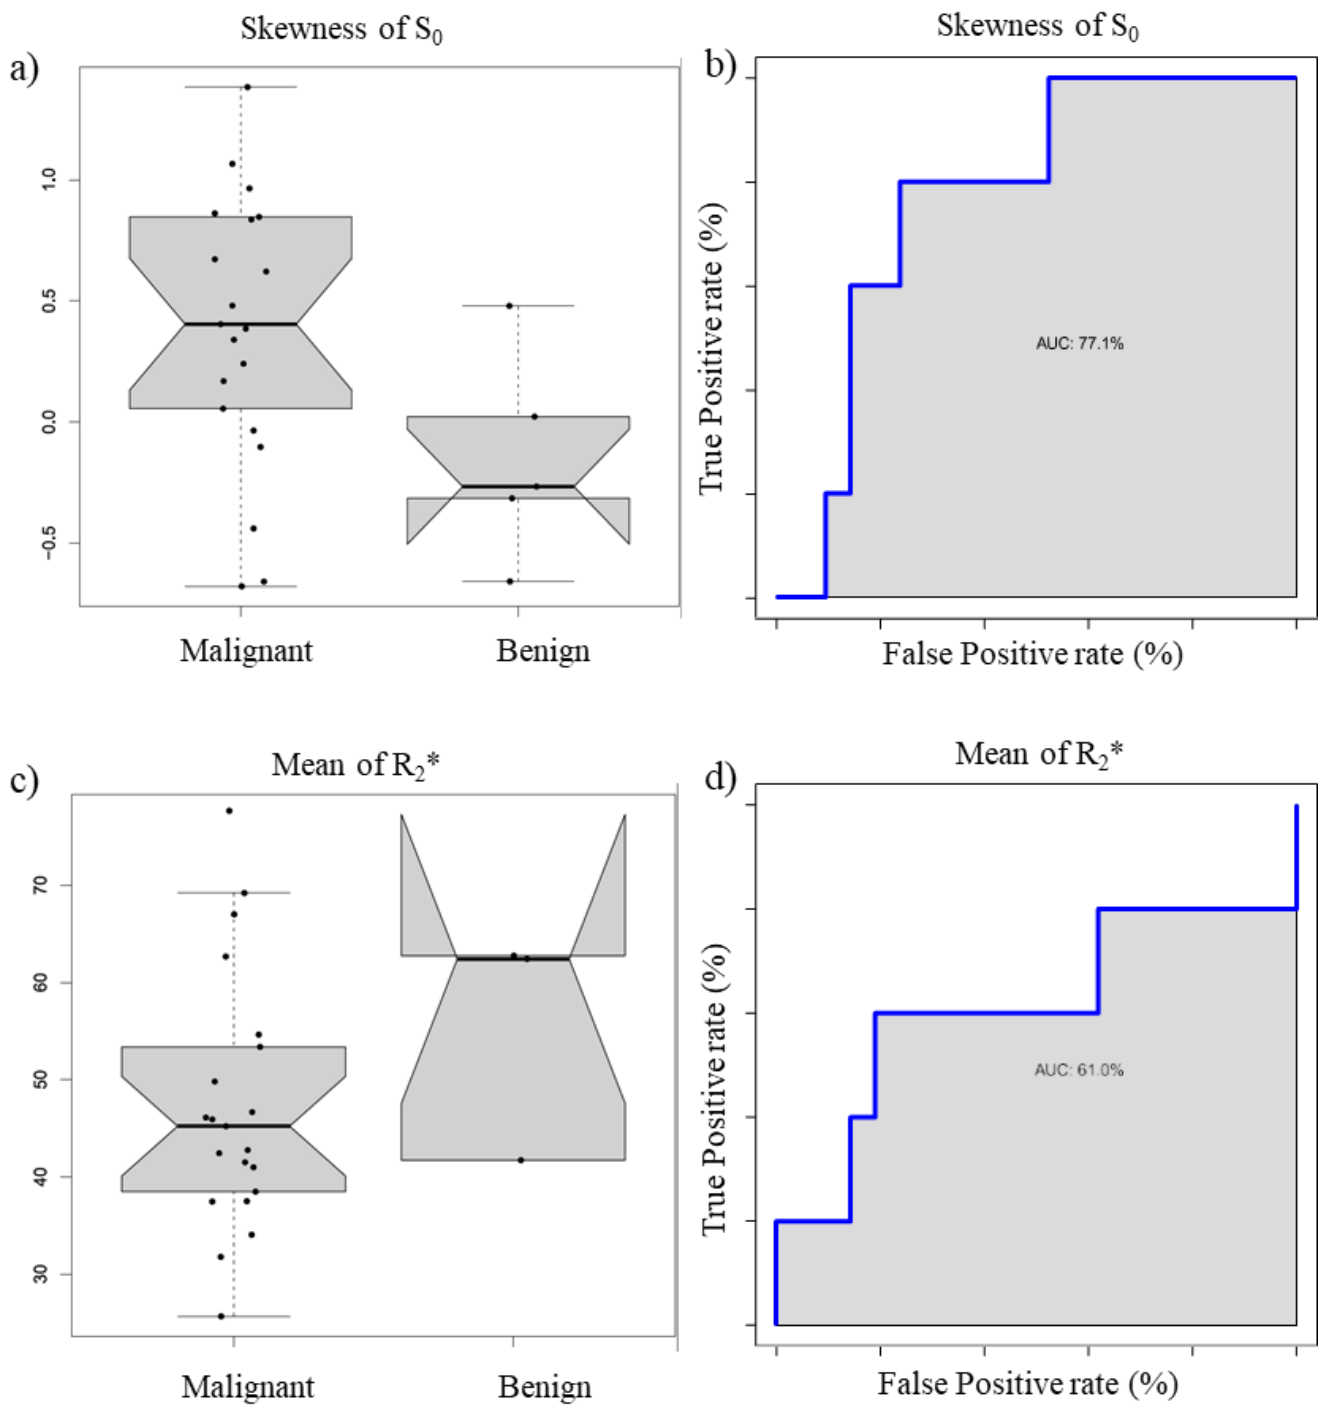 Skewness of S₀
a)
1.0
0.5
0.0
−0.5
Malignant Benign
Skewness of S₀
b)
True Positive rate (%)
AUC: 77.1%
False Positive rate (%)
Mean of R₂*
c)
70
60
50
40
30
Malignant Benign
Mean of R₂*
d)
True Positive rate (%)
AUC: 61.0%
False Positive rate (%)